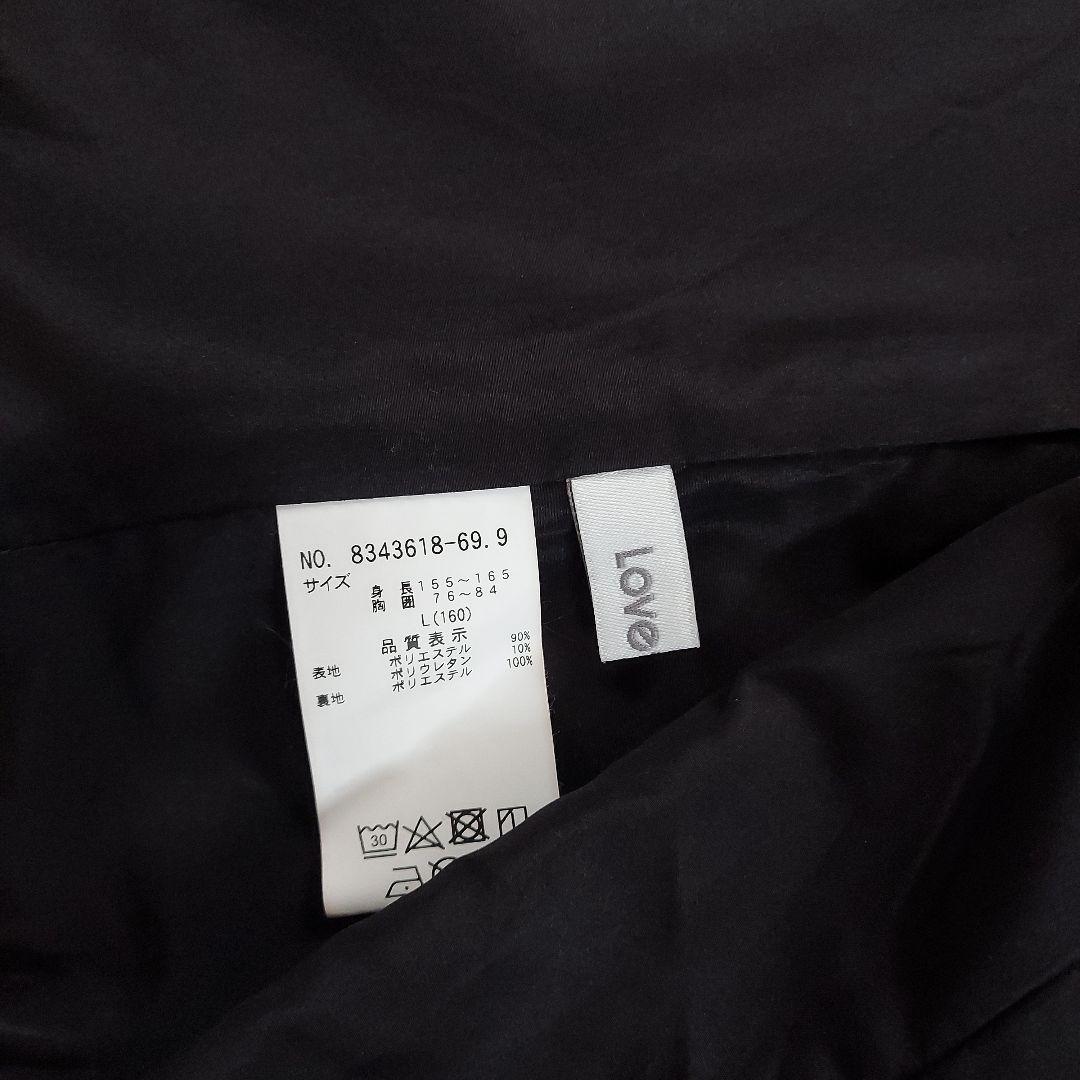 NO. 8343618-69.9
サイズ
身 長 155～165
胸 囲 76～84
L(160)
品質表示
表地 ポリエステル 90%
ポリウレタン 10%
裏地 ポリエステル 100%
30
Love